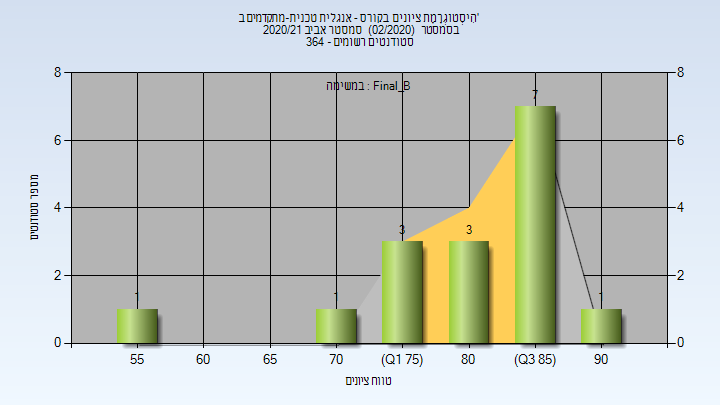 היסטוגרמת ציונים בקורס - אנגלית טכנית-מתקדמים ב'
בסמסטר (02/2020) סמסטר אביב 2020/21
סטודנטים רשומים - 364
במשימה : Final_B
8 8
7
6 6
מספר סטודנטים
4 4
3 3
2 2
1 1 1
0 0
55 60 65 70 (Q1 75) 80 (Q3 85) 90
טווח ציונים